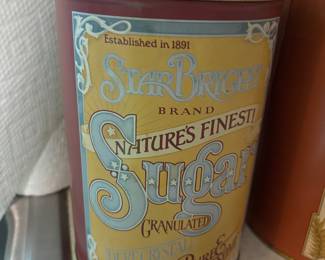 Established in 1891
STAR BRIGHT
BRAND
NATURE'S FINEST!
Sugar
GRANULATED
&